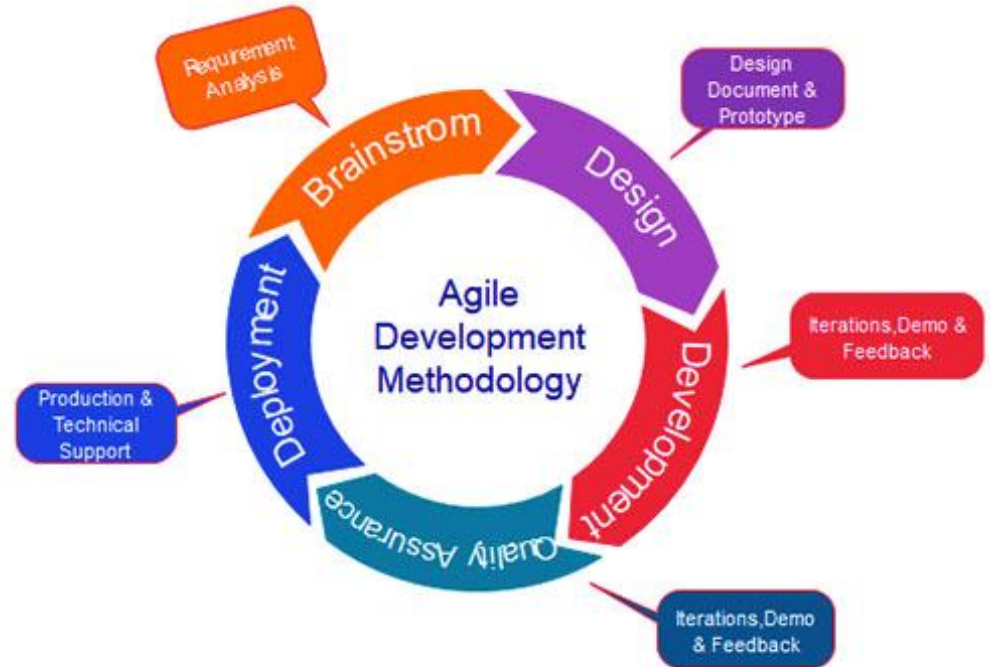 Requirement
Analysis
Brainstrom
Design
Document &
Prototype
Design
Iterations,Demo &
Feedback
Development
Agile
Development
Methodology
Iterations,Demo
& Feedback
Quality Assurance
Production &
Technical
Support
Deployment